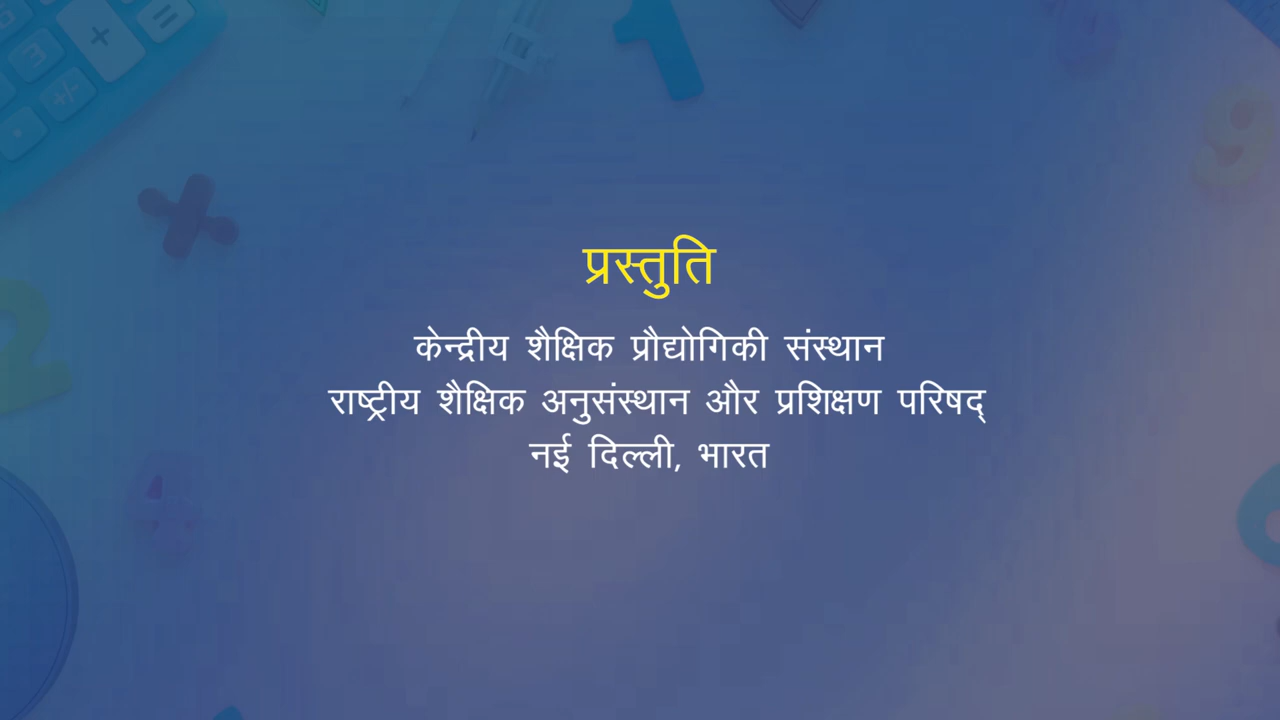 प्रस्तुति
केन्द्रीय शैक्षिक प्रौद्योगिकी संस्थान
राष्ट्रीय शैक्षिक अनुसंस्थान और प्रशिक्षण परिषद्
नई दिल्ली, भारत